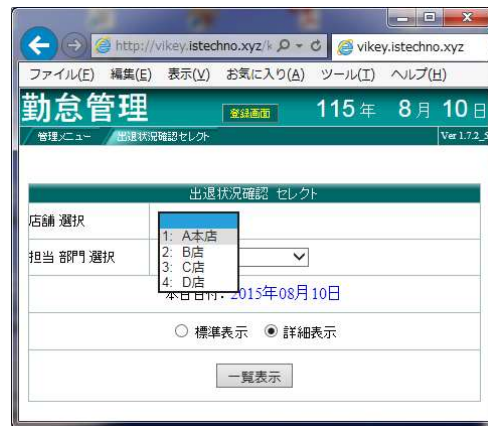 http://vikey.istechno.xyz/k
vikey.istechno.xyz
ファイル(F) 編集(E) 表示(V) お気に入り(A) ツール(T) ヘルプ(H)
勤怠管理 登録画面 115年 8月 10日
管理メニュー 出退状況確認セレクト Ver 1.7.2_5
出退状況確認 セレクト
店舗 選択
1: A本店
2: B店
3: C店
4: D店
担当 部門 選択
本日日付: 2015年08月10日
標準表示 詳細表示
一覧表示